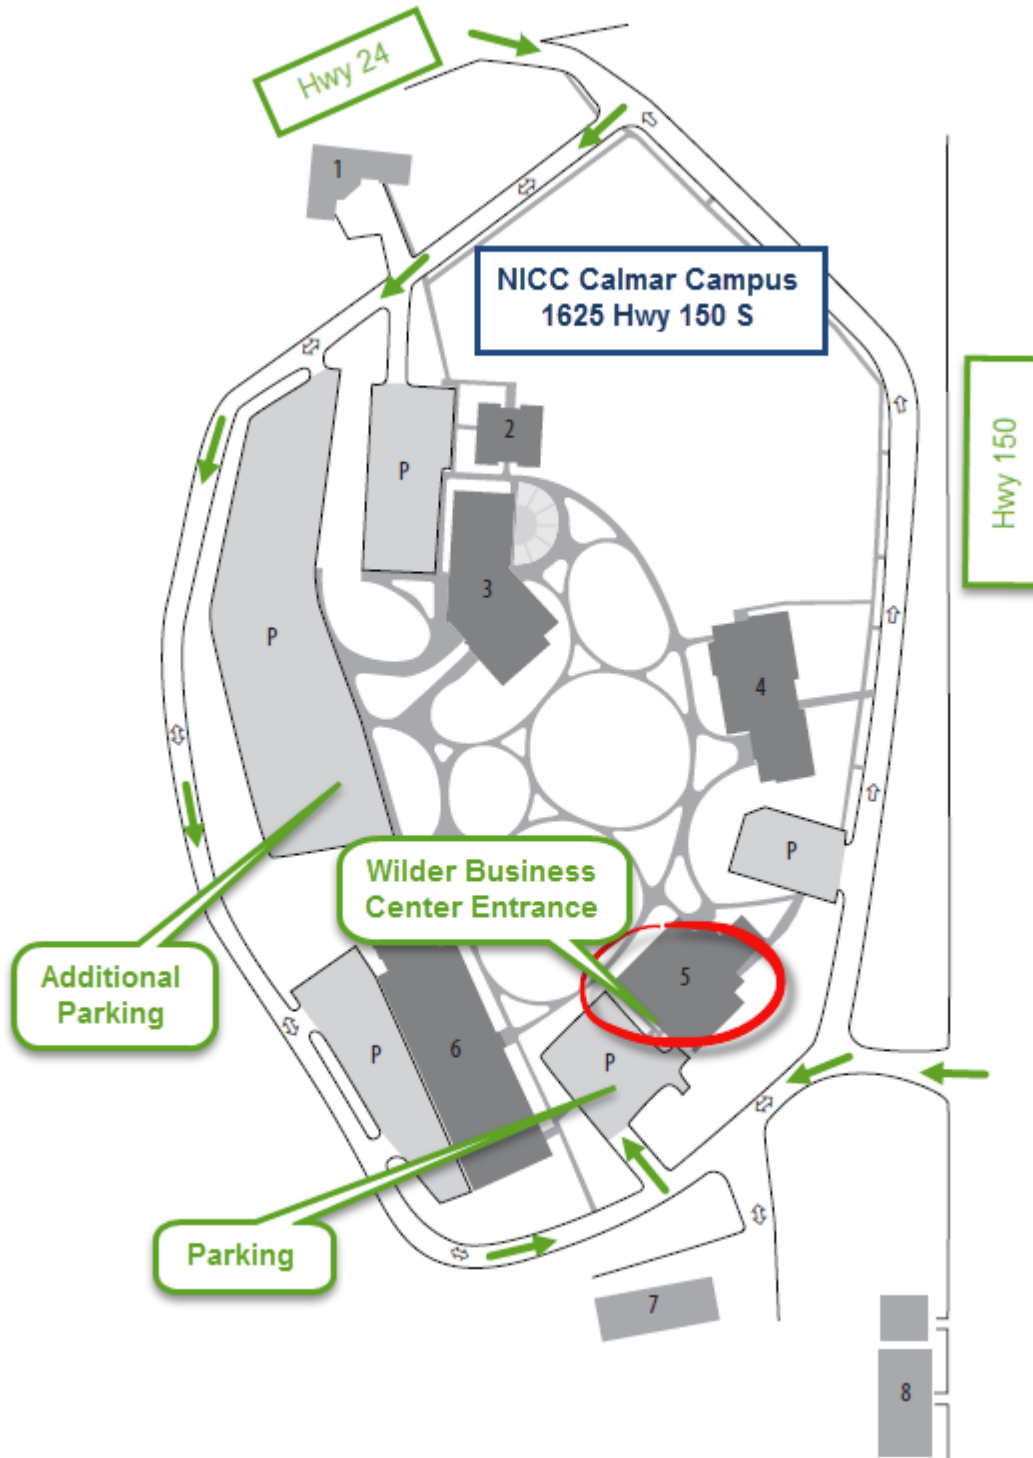 Hwy 24
1
NICC Calmar Campus
1625 Hwy 150 S
Hwy 150
2
P
3
P
4
P
Wilder Business
Center Entrance
Additional
Parking
5
6
P
P
Parking
7
8